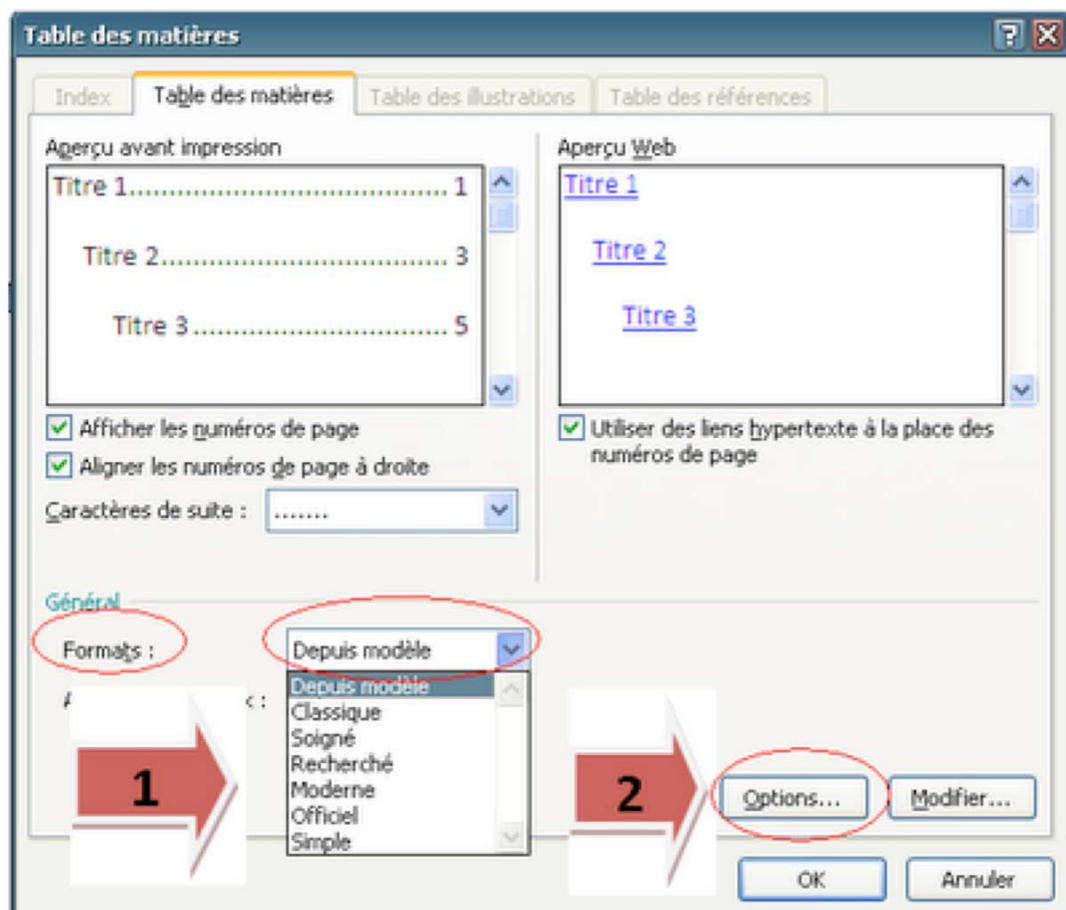 Table des matières
Index Table des matières Table des illustrations Table des références
Aperçu avant impression
Titre 1........................................... 1
Titre 2....................................... 3
Titre 3................................... 5
Afficher les numéros de page
Aligner les numéros de page à droite
Caractères de suite : .......
Aperçu Web
Titre 1
Titre 2
Titre 3
Utiliser des liens hypertexte à la place des
numéros de page
Général
Formats : Depuis modèle
Depuis modèle
Classique
Soigné
Recherché
Moderne
Officiel
Simple
1
2
Options... Modifier...
OK Annuler